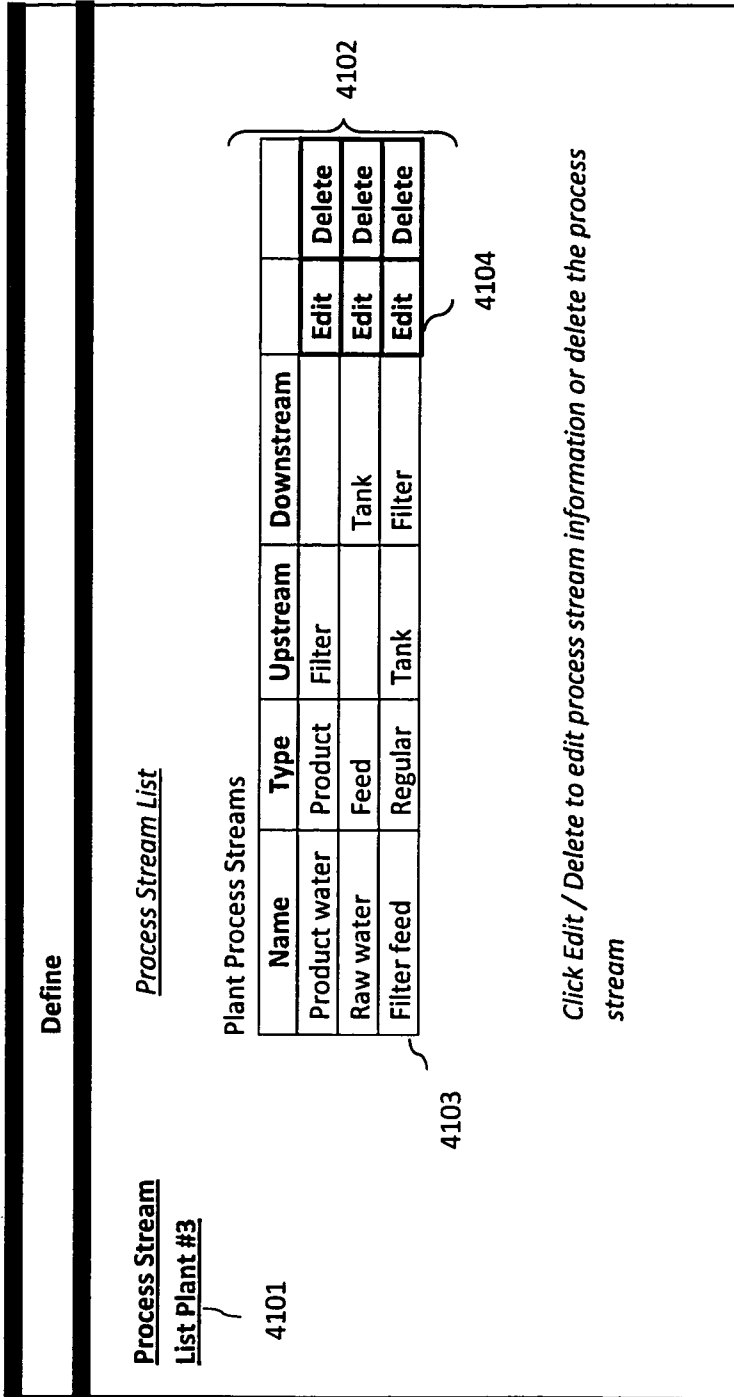 Define
Process Stream
List Plant #3
4101
Process Stream List
Plant Process Streams
Name Type Upstream Downstream
Product water Product Filter Edit Delete
Raw water Feed Tank Edit Delete
Filter feed Regular Tank Filter Edit Delete
4102
4103
4104
Click Edit / Delete to edit process stream information or delete the process
stream